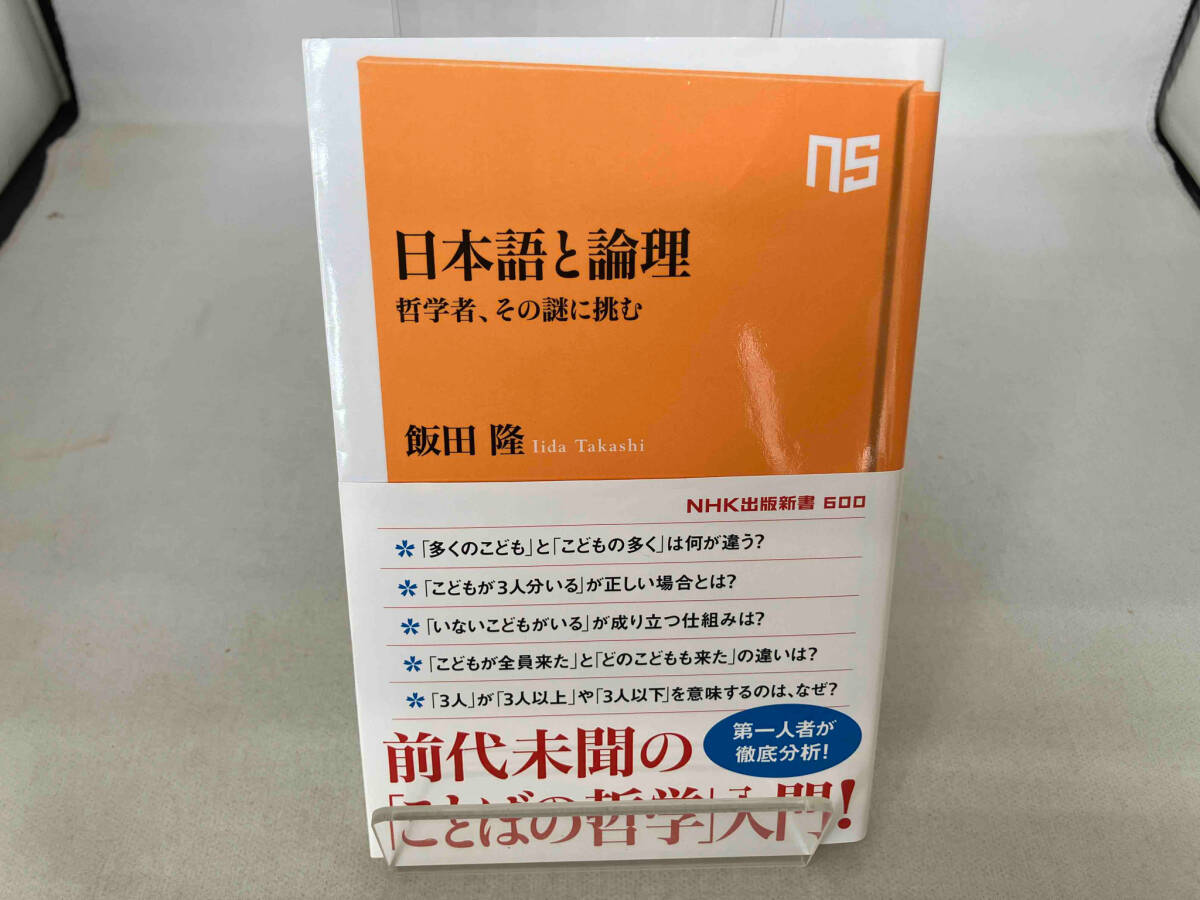 ns
日本語と論理
哲学者、その謎に挑む
飯田 隆 Iida Takashi
NHK出版新書 600
「多くのこども」と「こどもの多く」は何が違う?
「こどもが3人分いる」が正しい場合とは?
「いないこどもがいる」が成り立つ仕組みは?
「こどもが全員来た」と「どのこどもも来た」の違いは?
「3人」が「3人以上」や「3人以下」を意味するのは、なぜ?
第一人者が
徹底分析!
前代未聞の
「ことばの哲学」入門!